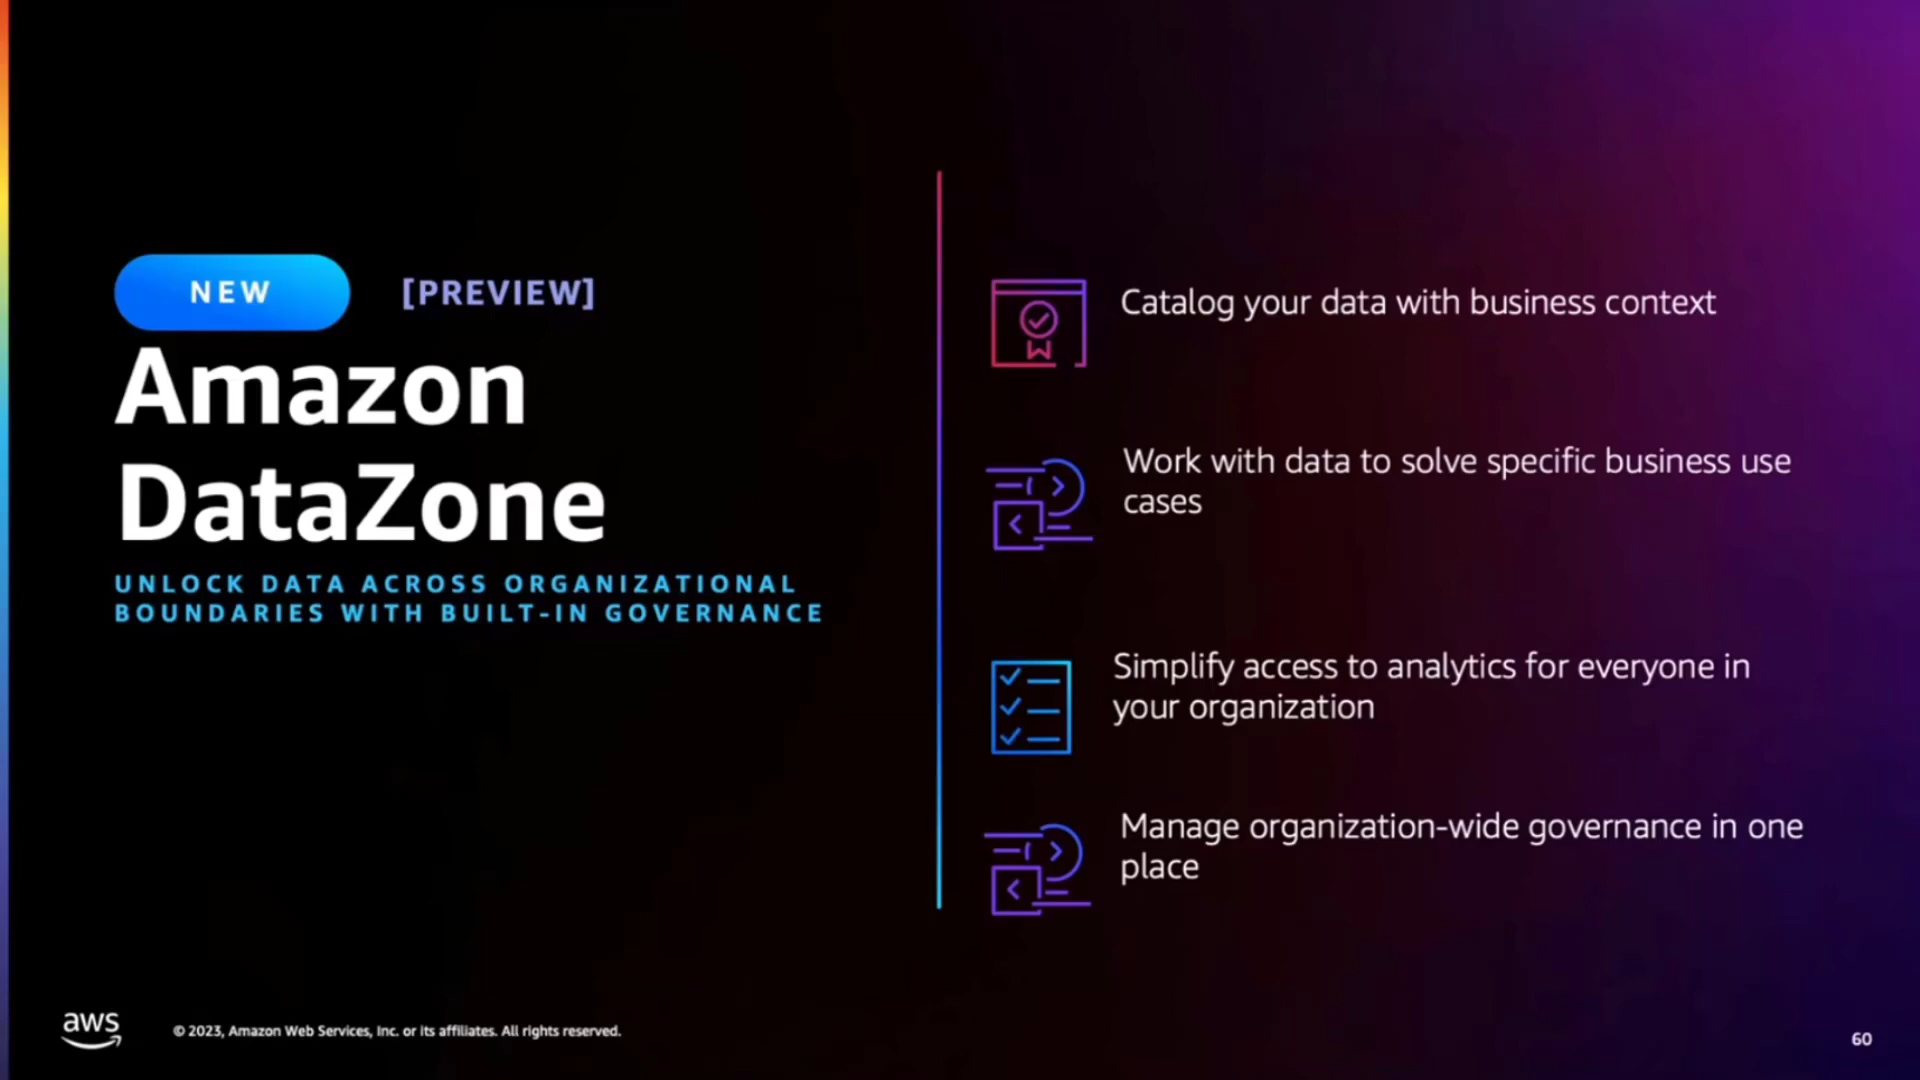 NEW
[PREVIEW]
Amazon
DataZone
UNLOCK DATA ACROSS ORGANIZATIONAL
BOUNDARIES WITH BUILT-IN GOVERNANCE
Catalog your data with business context
Work with data to solve specific business use
cases
Simplify access to analytics for everyone in
your organization
Manage organization-wide governance in one
place
aws
© 2023, Amazon Web Services, Inc. or its affiliates. All rights reserved.
60